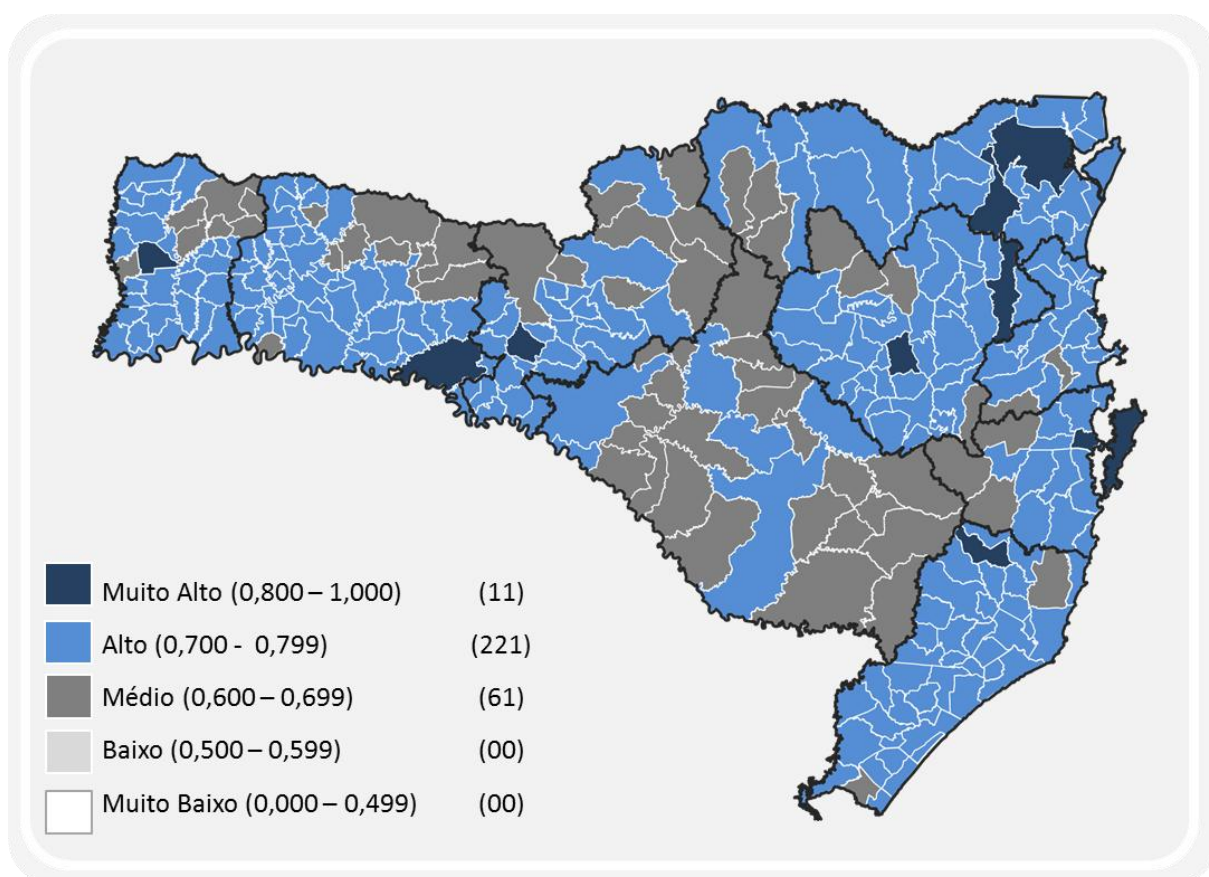 Muito Alto (0,800 – 1,000) (11)
Alto (0,700 - 0,799) (221)
Médio (0,600 – 0,699) (61)
Baixo (0,500 – 0,599) (00)
Muito Baixo (0,000 – 0,499) (00)